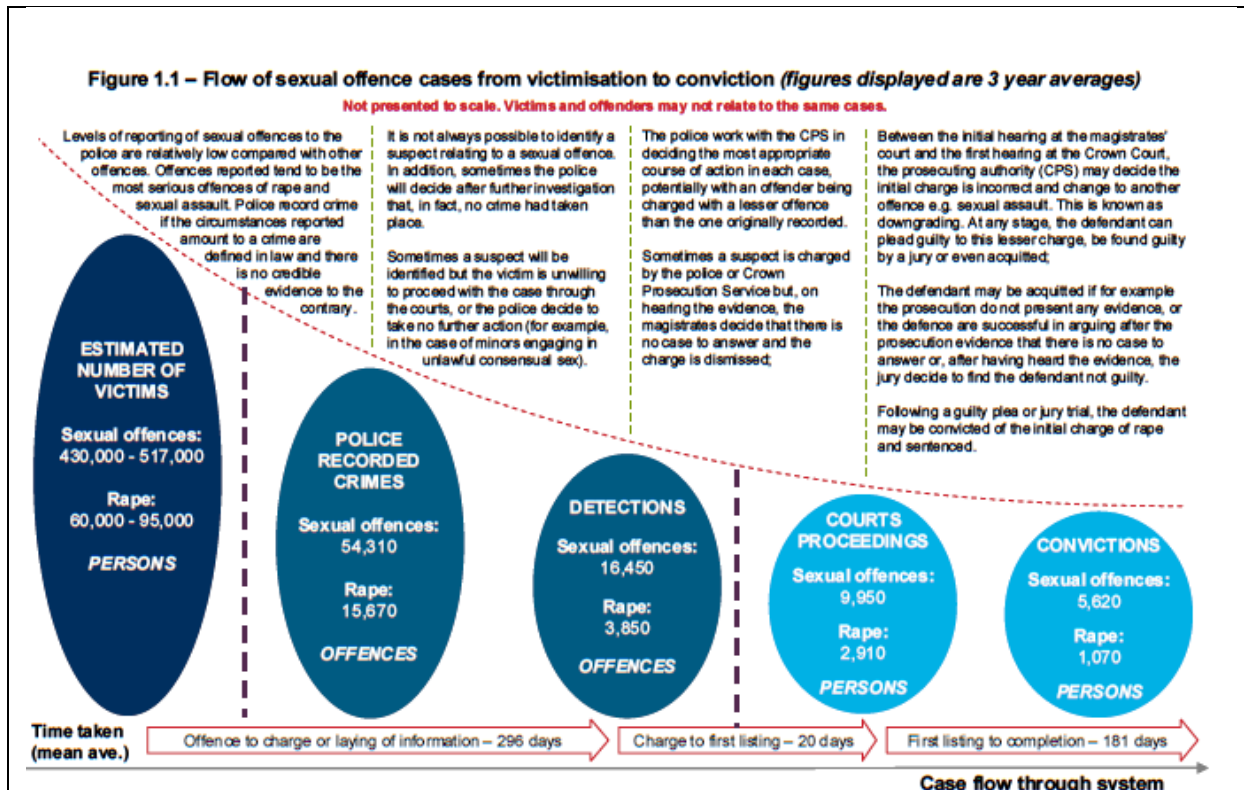 Figure 1.1 – Flow of sexual offence cases from victimisation to conviction (figures displayed are 3 year averages)
Not presented to scale. Victims and offenders may not relate to the same cases.
Levels of reporting of sexual offences to the
police are relatively low compared with other
offences. Offences reported tend to be the
most serious offences of rape and
sexual assault. Police record crime
if the circumstances reported
amount to a crime are
defined in law and there
is no credible
evidence to the
contrary.
It is not always possible to identify a
suspect relating to a sexual offence.
In addition, sometimes the police
will decide after further investigation
that, in fact, no crime had taken
place.
Sometimes a suspect will be
identified but the victim is unwilling
to proceed with the case through
the courts, or the police decide to
take no further action (for example,
in the case of minors engaging in
unlawful consensual sex).
The police work with the CPS in
deciding the most appropriate
course of action in each case,
potentially with an offender being
charged with a lesser offence
than the one originally recorded.
Sometimes a suspect is charged
by the police or Crown
Prosecution Service but, on
hearing the evidence, the
magistrates decide that there is
no case to answer and the
charge is dismissed;
Between the initial hearing at the magistrates'
court and the first hearing at the Crown Court,
the prosecuting authority (CPS) may decide the
initial charge is incorrect and change to another
offence e.g. sexual assault. This is known as
downgrading. At any stage, the defendant can
plead guilty to this lesser charge, be found guilty
by a jury or even acquitted;
The defendant may be acquitted if for example
the prosecution do not present any evidence, or
the defence are successful in arguing after the
prosecution evidence that there is no case to
answer or, after having heard the evidence, the
jury decide to find the defendant not guilty.
Following a guilty plea or jury trial, the defendant
may be convicted of the initial charge of rape
and sentenced.
ESTIMATED
NUMBER OF
VICTIMS
Sexual offences:
430,000 - 517,000
Rape:
60,000 - 95,000
PERSONS
POLICE
RECORDED
CRIMES
Sexual offences:
54,310
Rape:
15,670
OFFENCES
DETECTIONS
Sexual offences:
16,450
Rape:
3,850
OFFENCES
COURTS
PROCEEDINGS
Sexual offences:
9,950
Rape:
2,910
PERSONS
CONVICTIONS
Sexual offences:
5,620
Rape:
1,070
PERSONS
Time taken
(mean ave.)
Offence to charge or laying of information – 296 days
Charge to first listing – 20 days
First listing to completion – 181 days
Case flow through system